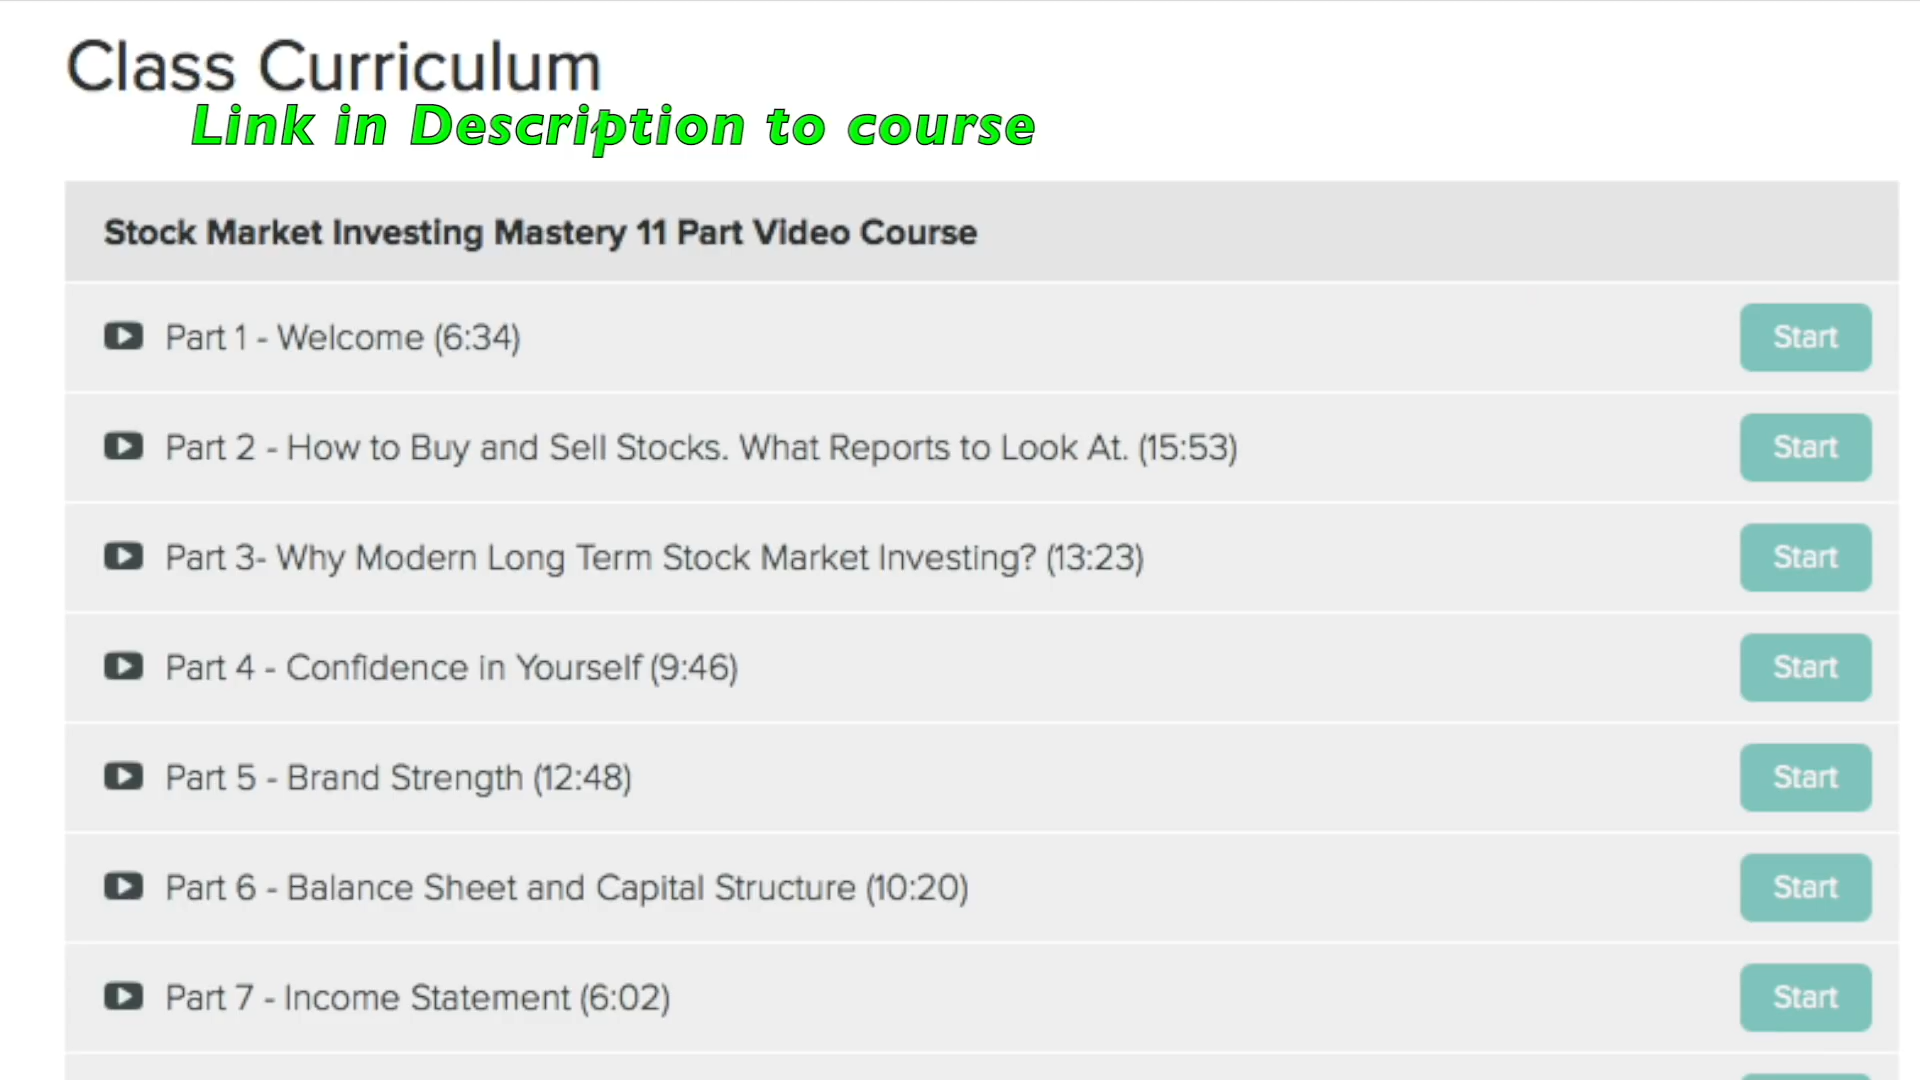 Class Curriculum
Link in Description to course
Stock Market Investing Mastery 11 Part Video Course
Part 1 - Welcome (6:34)
Start
Part 2 - How to Buy and Sell Stocks. What Reports to Look At. (15:53)
Start
Part 3- Why Modern Long Term Stock Market Investing? (13:23)
Start
Part 4 - Confidence in Yourself (9:46)
Start
Part 5 - Brand Strength (12:48)
Start
Part 6 - Balance Sheet and Capital Structure (10:20)
Start
Part 7 - Income Statement (6:02)
Start